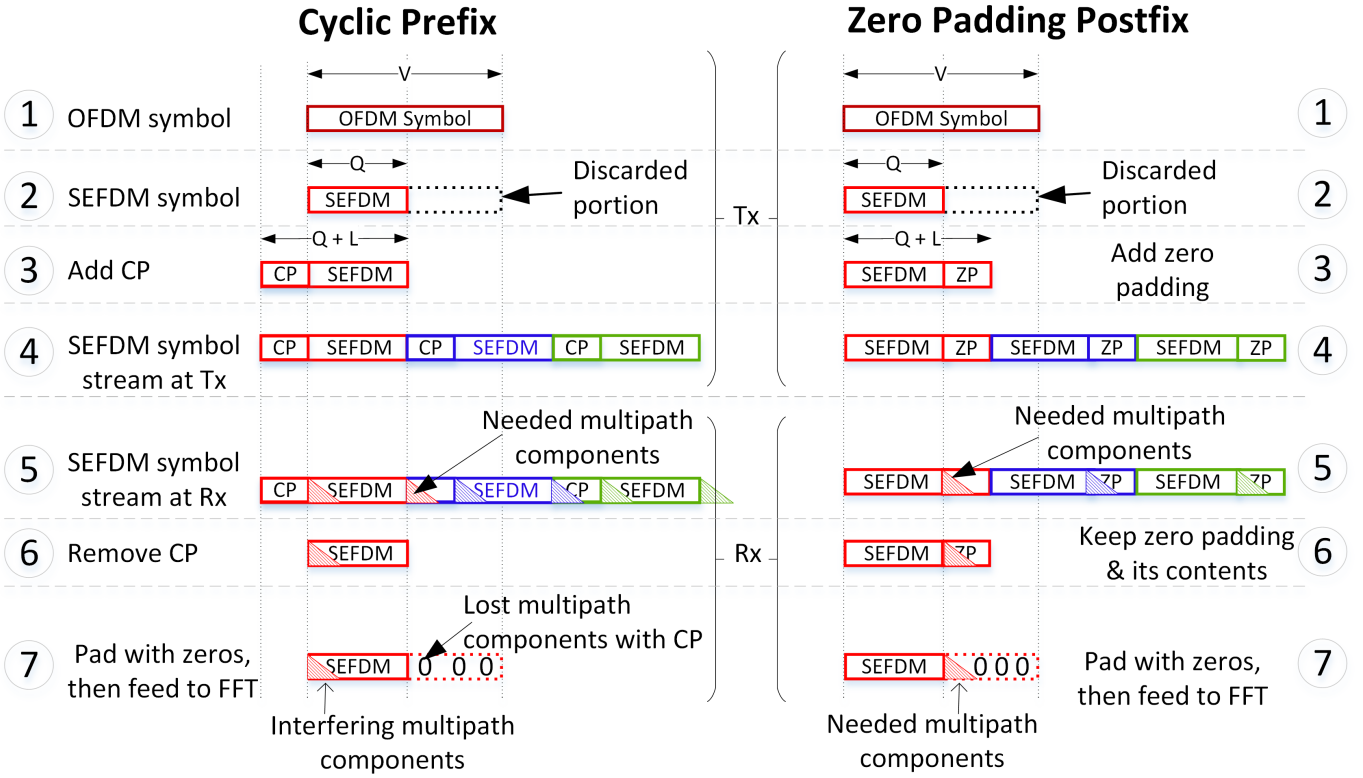 Cyclic Prefix
Zero Padding Postfix
V
V
1
OFDM symbol
OFDM Symbol
OFDM Symbol
1
Q
Q
2
SEFDM symbol
SEFDM
Discarded
portion
Tx
SEFDM
Discarded
portion
2
Q + L
Q + L
3
Add CP
CP
SEFDM
SEFDM
ZP
Add zero
padding
3
4
SEFDM symbol
stream at Tx
CP
SEFDM
CP
SEFDM
CP
SEFDM
SEFDM
ZP
SEFDM
ZP
SEFDM
ZP
4
Needed multipath
components
Needed multipath
components
5
SEFDM symbol
stream at Rx
CP
SEFDM
SEFDM
CP
SEFDM
SEFDM
SEFDM
ZP
SEFDM
ZP
5
6
Remove CP
SEFDM
Rx
SEFDM
ZP
Keep zero padding
& its contents
6
Lost multipath
components with CP
7
Pad with zeros,
then feed to FFT
SEFDM
0 0 0
SEFDM
0 0 0
Pad with zeros,
then feed to FFT
7
Interfering multipath
components
Needed multipath
components